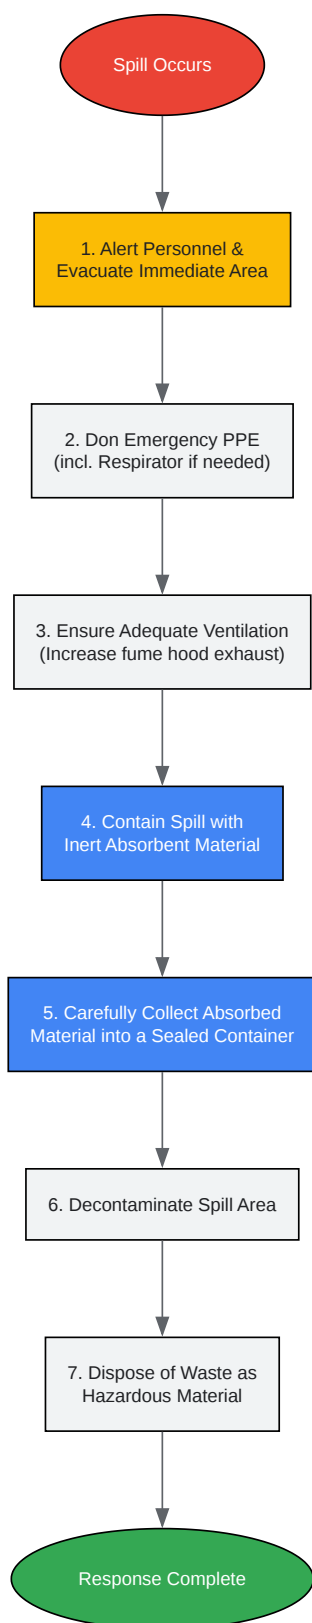 Spill Occurs
1. Alert Personnel &
Evacuate Immediate Area
2. Don Emergency PPE
(incl. Respirator if needed)
3. Ensure Adequate Ventilation
(Increase fume hood exhaust)
4. Contain Spill with
Inert Absorbent Material
5. Carefully Collect Absorbed
Material into a Sealed Container
6. Decontaminate Spill Area
7. Dispose of Waste as
Hazardous Material
Response Complete